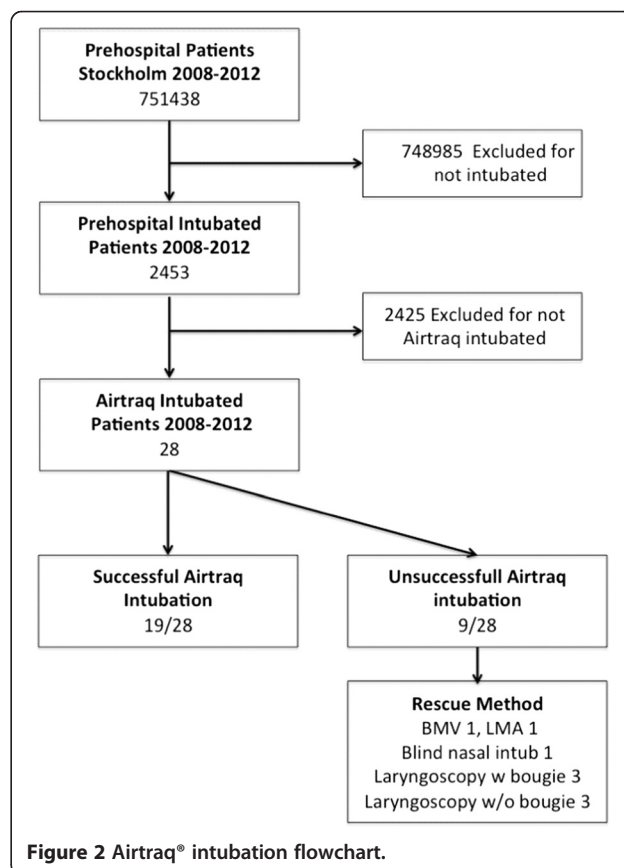 Prehospital Patients
Stockholm 2008-2012
751438
748985 Excluded for
not intubated
Prehospital Intubated
Patients 2008-2012
2453
2425 Excluded for not
Airtraq intubated
Airtraq Intubated
Patients 2008-2012
28
Successful Airtraq
Intubation
19/28
Unsuccessfull Airtraq
intubation
9/28
Rescue Method
BMV 1, LMA 1
Blind nasal intub 1
Laryngoscopy w bougie 3
Laryngoscopy w/o bougie 3
Figure 2 Airtraq® intubation flowchart.